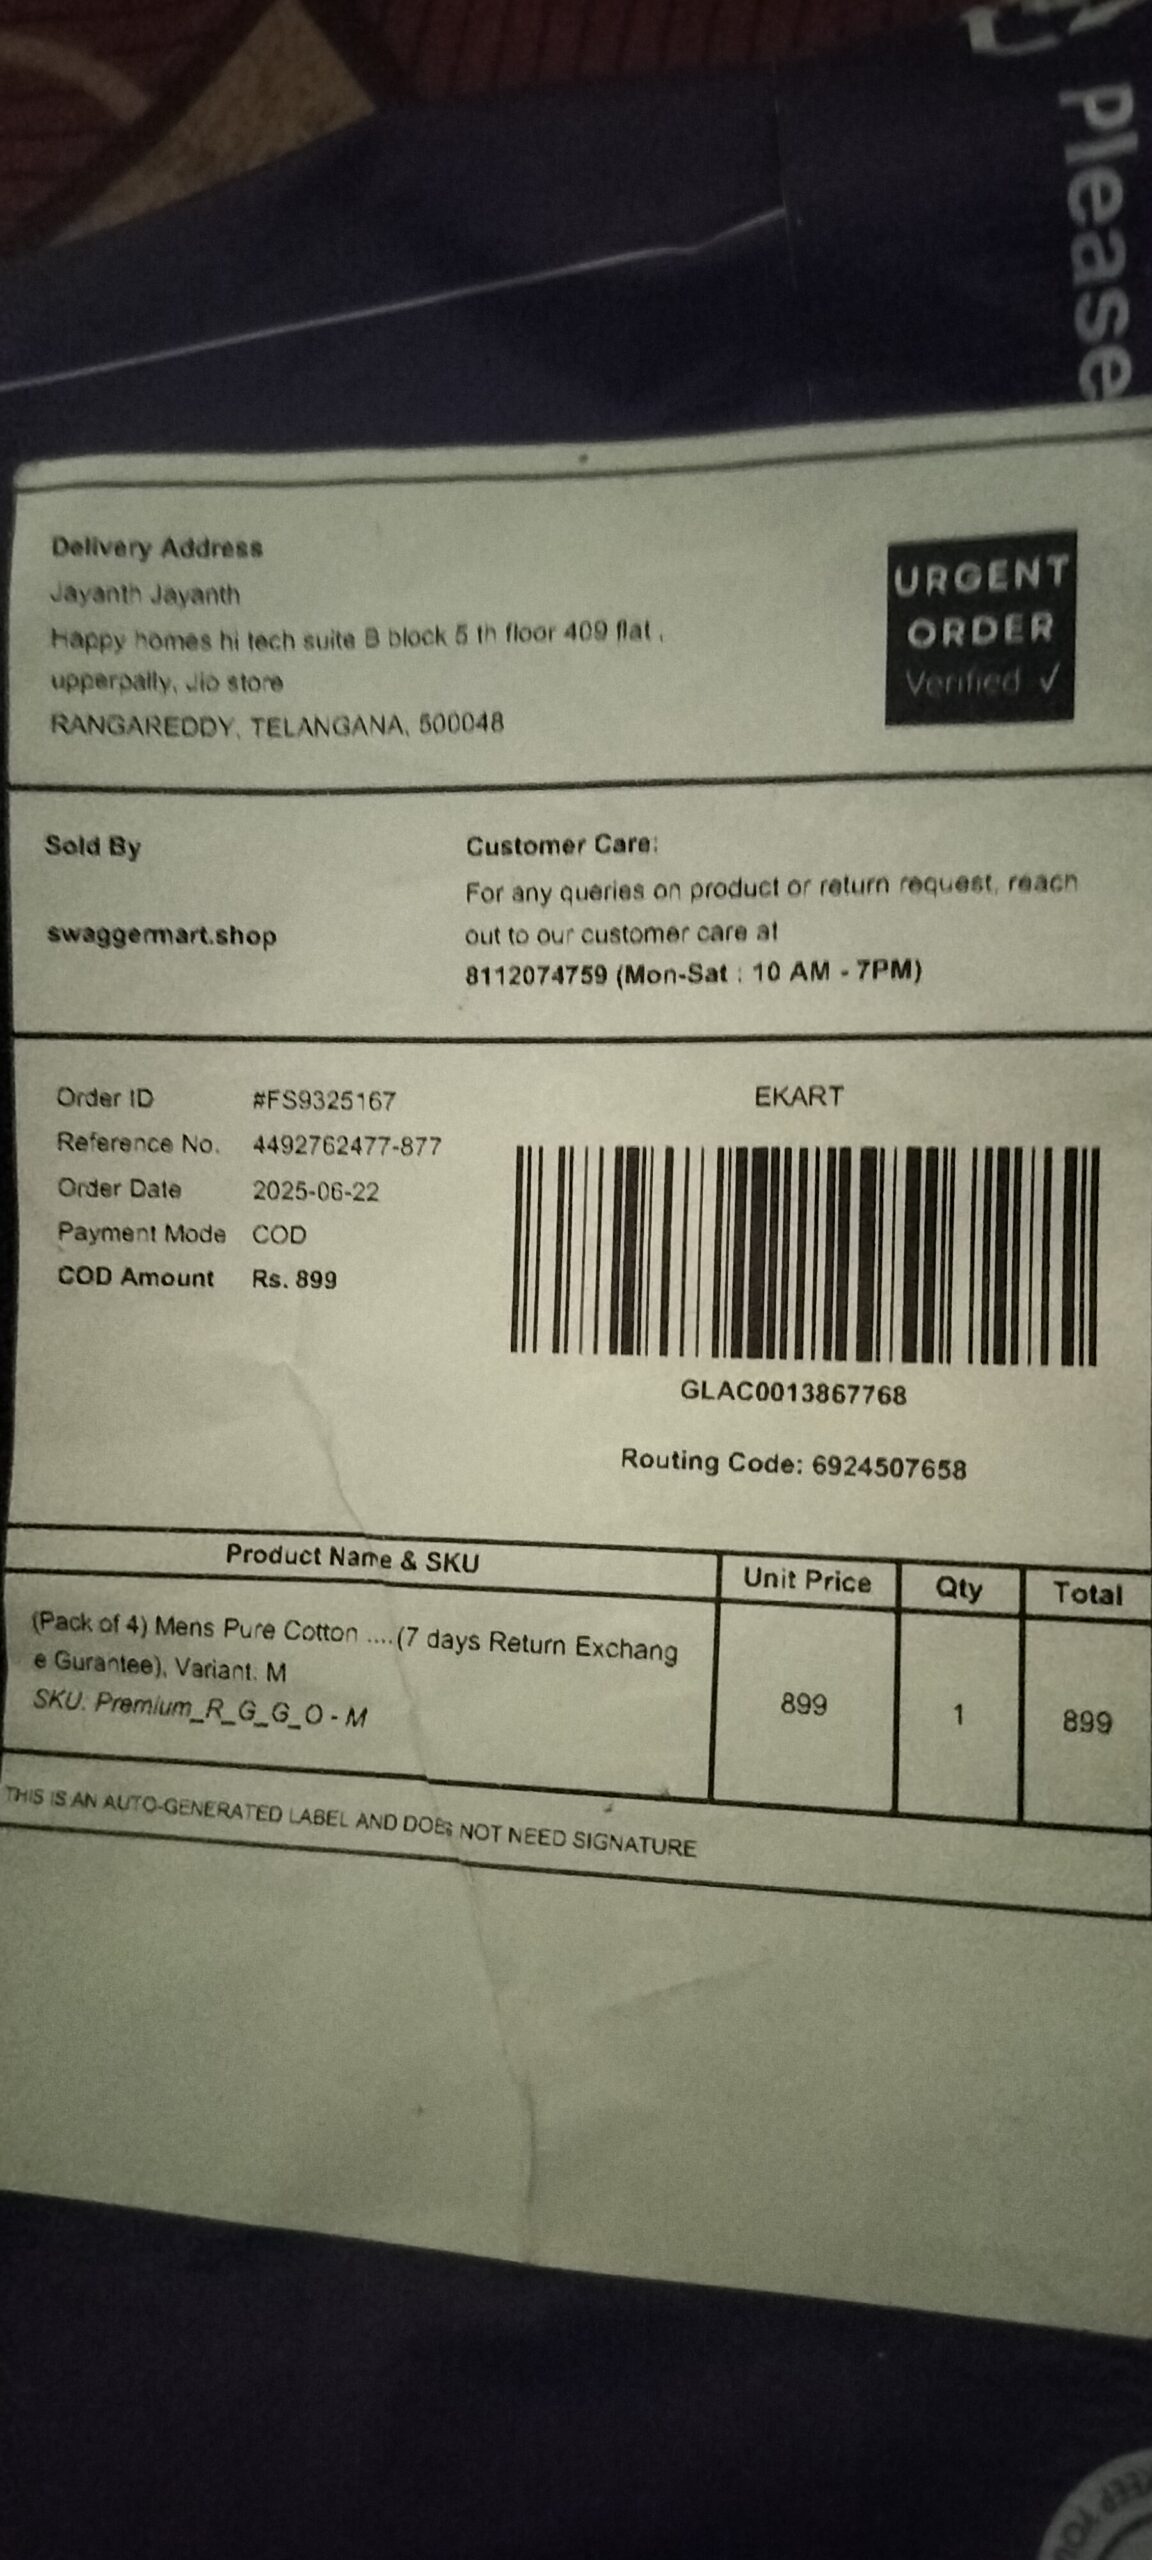 please
Delivery Address
Jayanth Jayanth
Happy homes hi tech suite B block 5 th floor 409 flat ,
upperpally, Jio store
RANGAREDDY, TELANGANA, 500048
URGENT
ORDER
Verified ✓
Sold By
swaggermart.shop
Customer Care:
For any queries on product or return request, reach
out to our customer care at
8112074759 (Mon-Sat : 10 AM - 7PM)
Order ID #FS9325167
Reference No. 4492762477-877
Order Date 2025-06-22
Payment Mode COD
COD Amount Rs. 899
EKART
GLAC0013867768
Routing Code: 6924507658
Product Name & SKU Unit Price Qty Total
(Pack of 4) Mens Pure Cotton ....(7 days Return Exchang
e Gurantee), Variant: M
SKU: Premium_R_G_G_O - M
899 1 899
THIS IS AN AUTO-GENERATED LABEL AND DOES NOT NEED SIGNATURE
KEEP